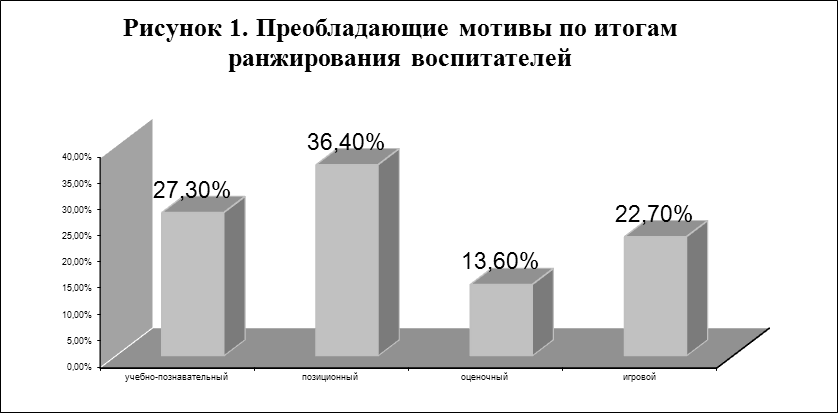 Рисунок 1. Преобладающие мотивы по итогам
ранжирования воспитателей
36,40%
27,30%
22,70%
13,60%
40,00%
35,00%
30,00%
25,00%
20,00%
15,00%
10,00%
5,00%
0,00%
учебно-познавательный
позиционный
оценочный
игровой